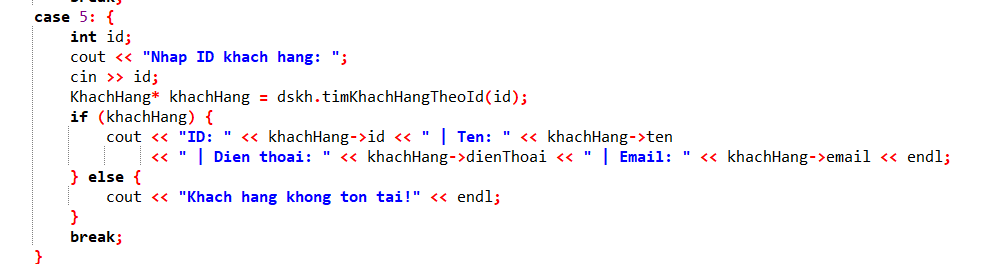 break;
case 5: {
int id;
cout << "Nhap ID khach hang: ";
cin >> id;
KhachHang* khachHang = dskh.timKhachHangTheoId(id);
if (khachHang) {
cout << "ID: " << khachHang->id << " | Ten: " << khachHang->ten
<< " | Dien thoai: " << khachHang->dienThoai << " | Email: " << khachHang->email << endl;
} else {
cout << "Khach hang khong ton tai!" << endl;
}
break;
}